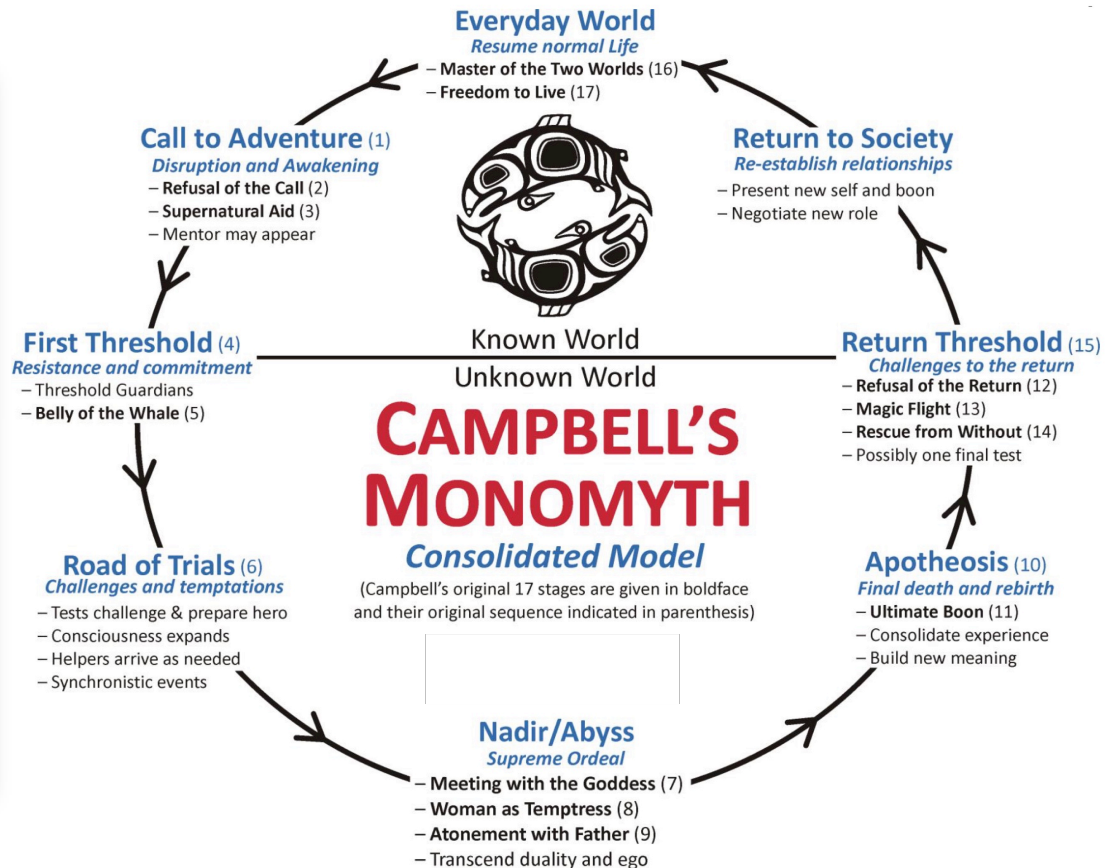 Everyday World
Resume normal Life
– Master of the Two Worlds (16)
– Freedom to Live (17)
Call to Adventure (1)
Disruption and Awakening
– Refusal of the Call (2)
– Supernatural Aid (3)
– Mentor may appear
Return to Society
Re-establish relationships
– Present new self and boon
– Negotiate new role
First Threshold (4)
Resistance and commitment
– Threshold Guardians
– Belly of the Whale (5)
Known World
Unknown World
Return Threshold (15)
Challenges to the return
– Refusal of the Return (12)
– Magic Flight (13)
– Rescue from Without (14)
– Possibly one final test
CAMPBELL'S
MONOMYTH
Consolidated Model
(Campbell's original 17 stages are given in boldface
and their original sequence indicated in parenthesis)
Road of Trials (6)
Challenges and temptations
– Tests challenge & prepare hero
– Consciousness expands
– Helpers arrive as needed
– Synchronistic events
Apotheosis (10)
Final death and rebirth
– Ultimate Boon (11)
– Consolidate experience
– Build new meaning
Nadir/Abyss
Supreme Ordeal
– Meeting with the Goddess (7)
– Woman as Temptress (8)
– Atonement with Father (9)
– Transcend duality and ego